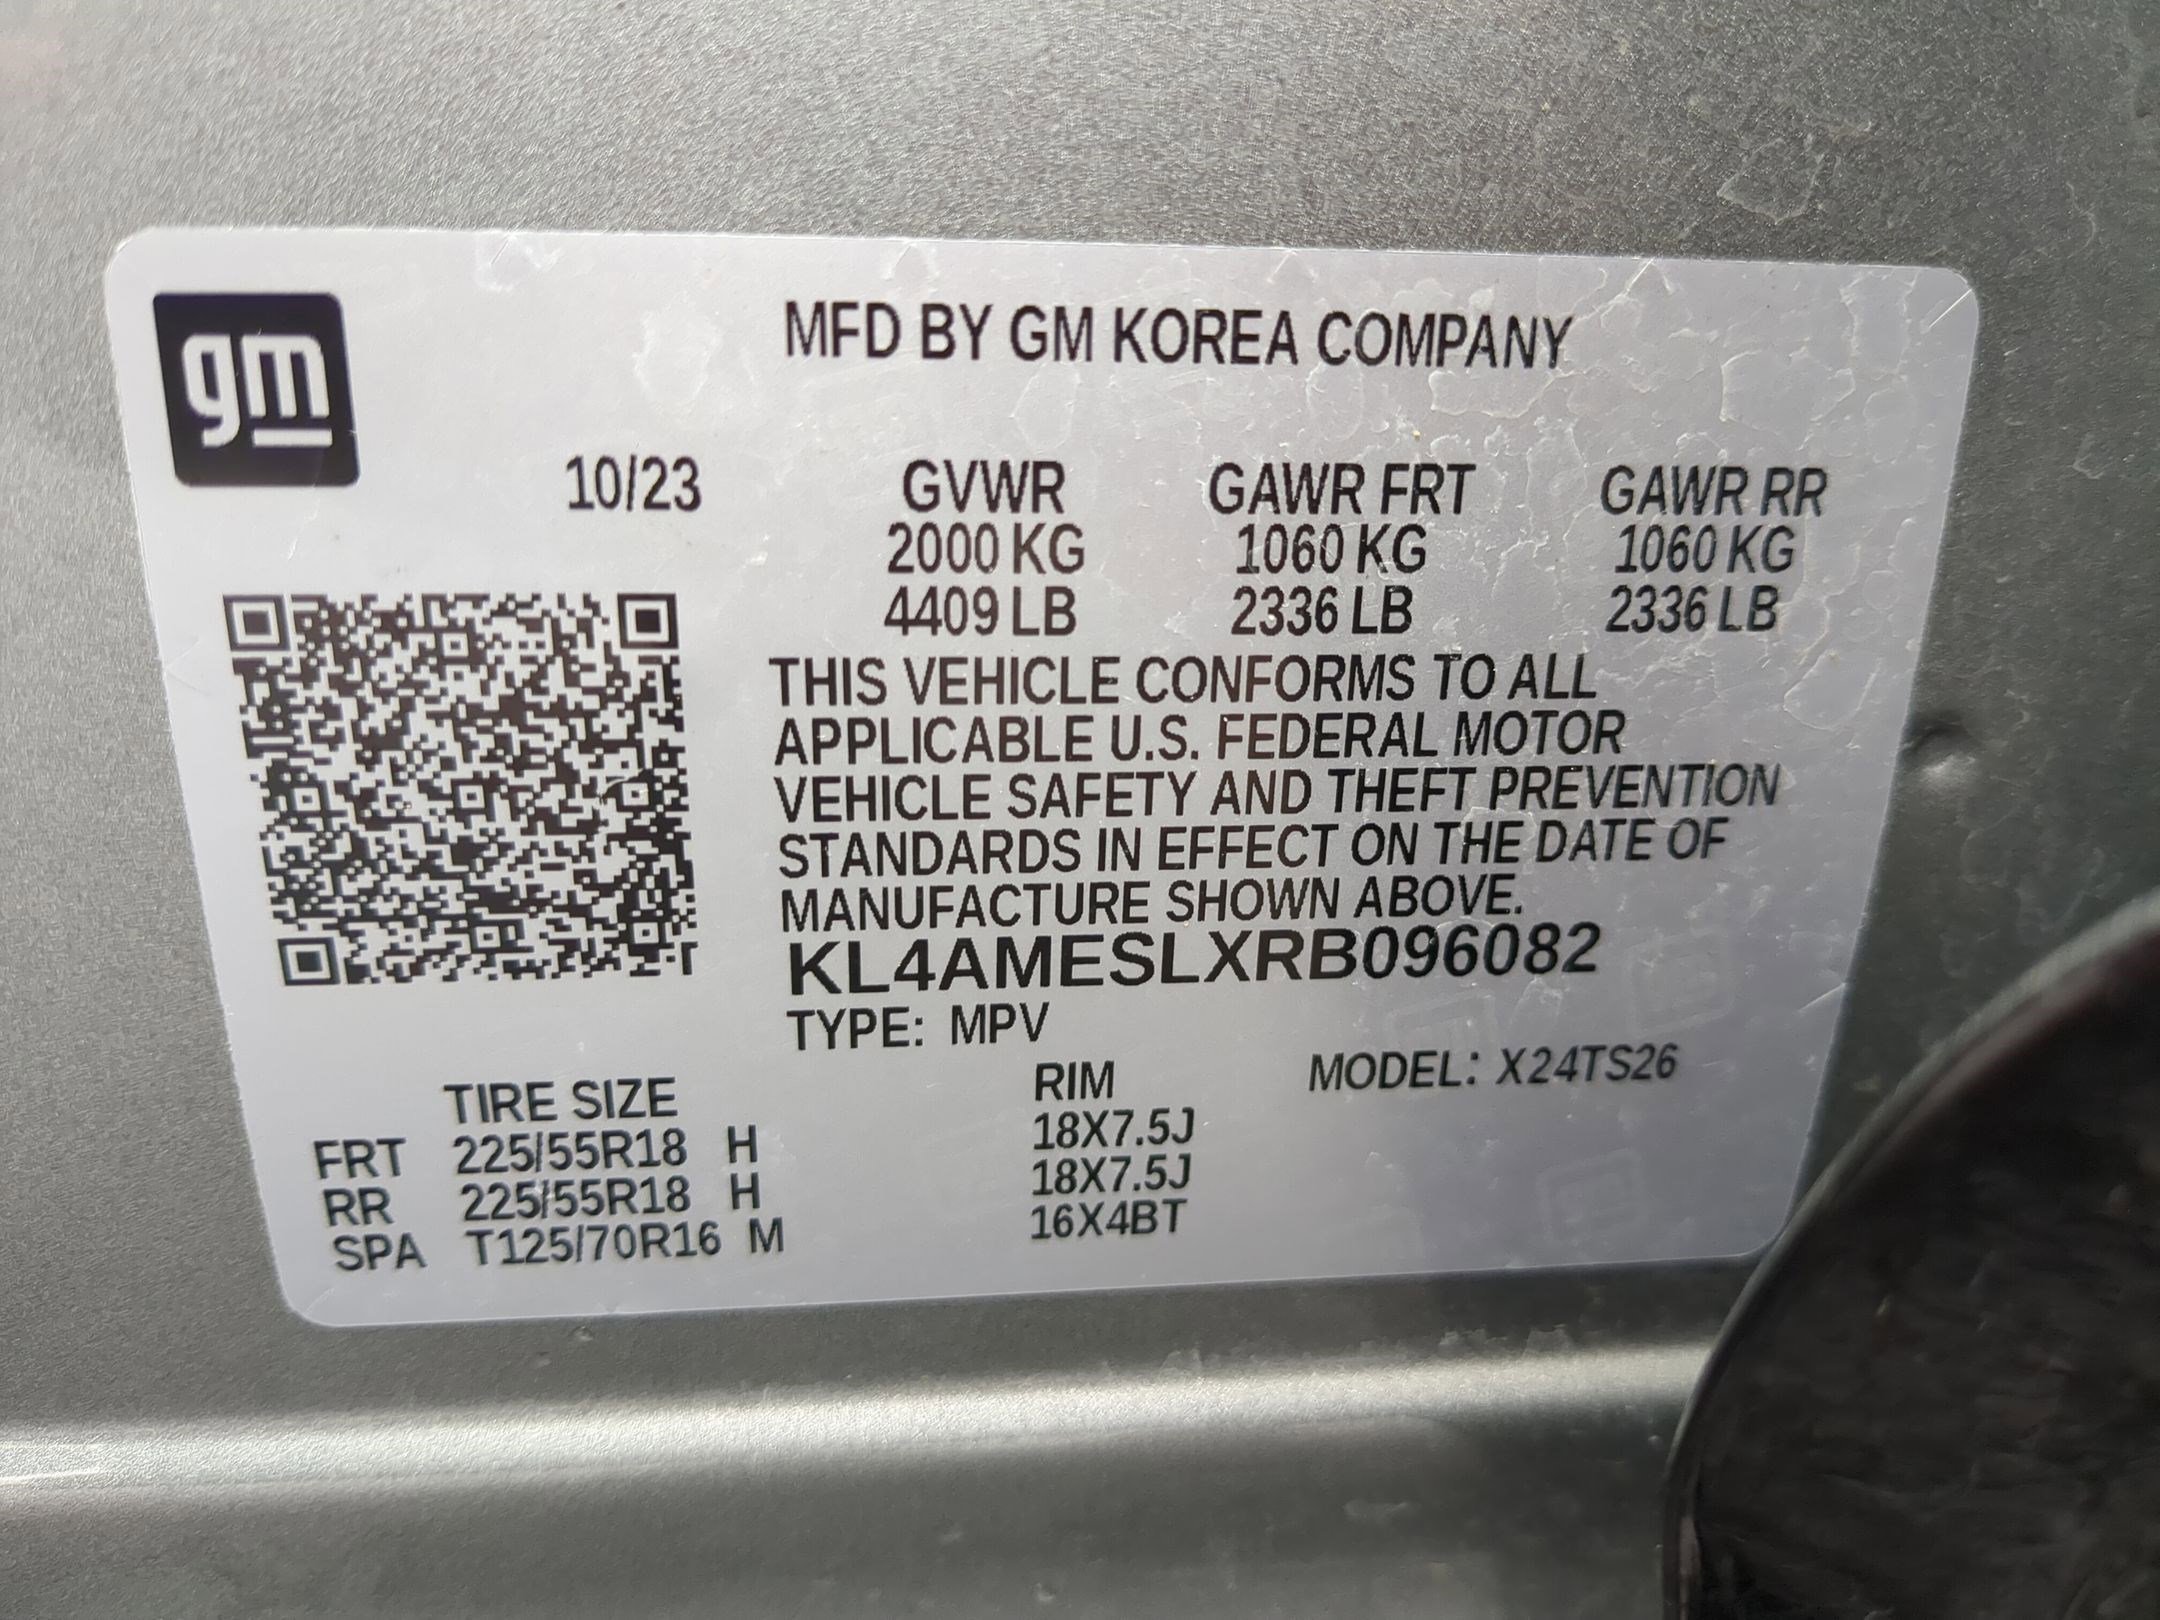 gm
MFD BY GM KOREA COMPANY
10/23 GVWR GAWR FRT GAWR RR
2000 KG 1060 KG 1060 KG
4409 LB 2336 LB 2336 LB
THIS VEHICLE CONFORMS TO ALL
APPLICABLE U.S. FEDERAL MOTOR
VEHICLE SAFETY AND THEFT PREVENTION
STANDARDS IN EFFECT ON THE DATE OF
MANUFACTURE SHOWN ABOVE.
KL4AMESLXRB096082
TYPE: MPV
TIRE SIZE RIM MODEL: X24TS26
FRT 225/55R18 H 18X7.5J
RR 225/55R18 H 18X7.5J
SPA T125/70R16 M 16X4BT